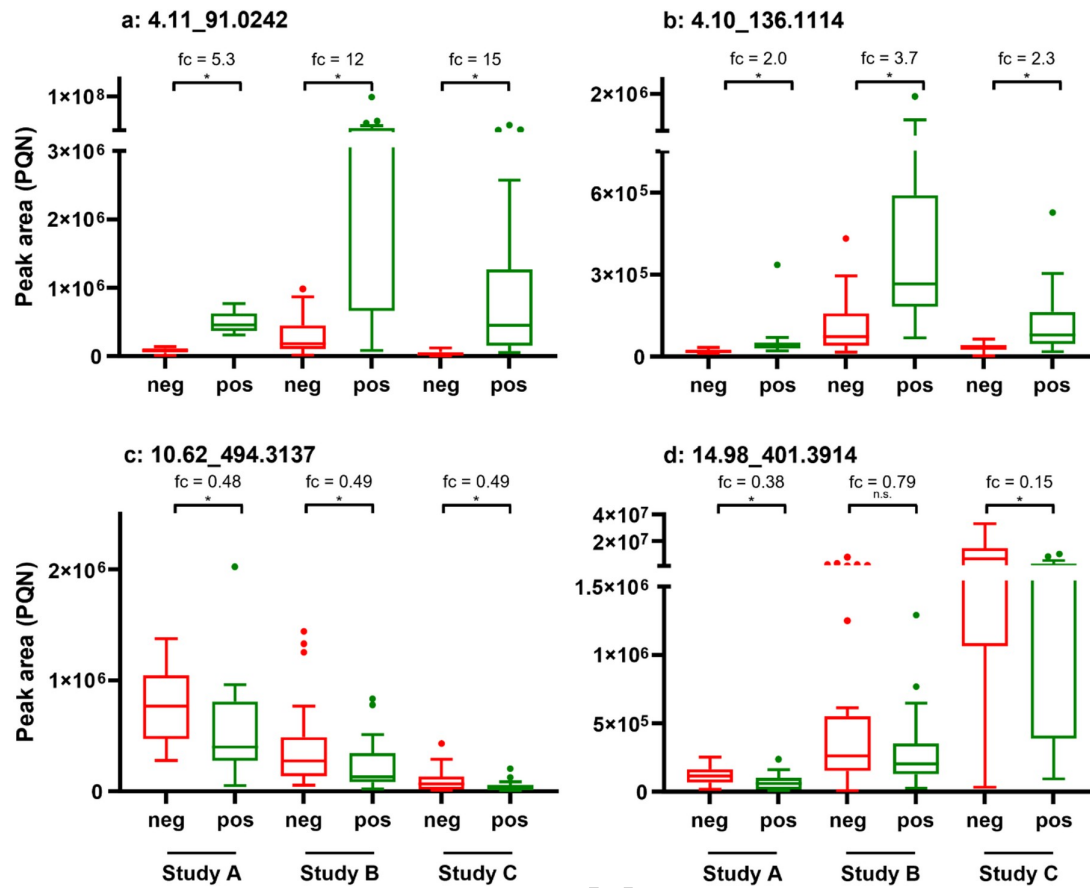 a: 4.11_91.0242
fc = 5.3 fc = 12 fc = 15
* * *
1×10⁸
3×10⁶
2×10⁶
1×10⁶
0
Peak area (PQN)
neg pos neg pos neg pos
b: 4.10_136.1114
fc = 2.0 fc = 3.7 fc = 2.3
* * *
2×10⁶
6×10⁵
3×10⁵
0
neg pos neg pos neg pos
c: 10.62_494.3137
fc = 0.48 fc = 0.49 fc = 0.49
* * *
2×10⁶
1×10⁶
0
Peak area (PQN)
neg pos neg pos neg pos
Study A Study B Study C
d: 14.98_401.3914
fc = 0.38 fc = 0.79 fc = 0.15
* n.s. *
4×10⁷
2×10⁷
1.5×10⁶
1×10⁶
5×10⁵
0
neg pos neg pos neg pos
Study A Study B Study C